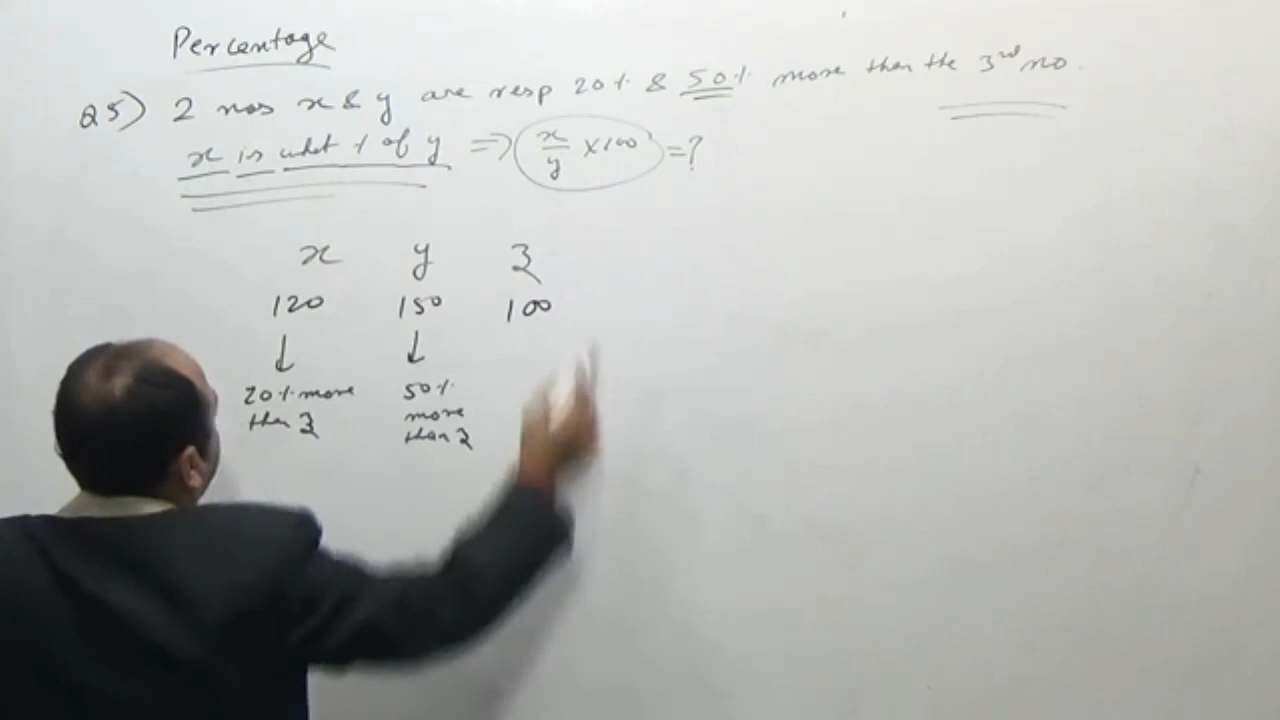 Percentage
Q5) 2 nos x & y are resp 20% & 50% more than the 3rd no.
x is what % of y => x/y ×100 = ?
x y z
120 150 100
↓ ↓
20% more 50%
than z more
than z